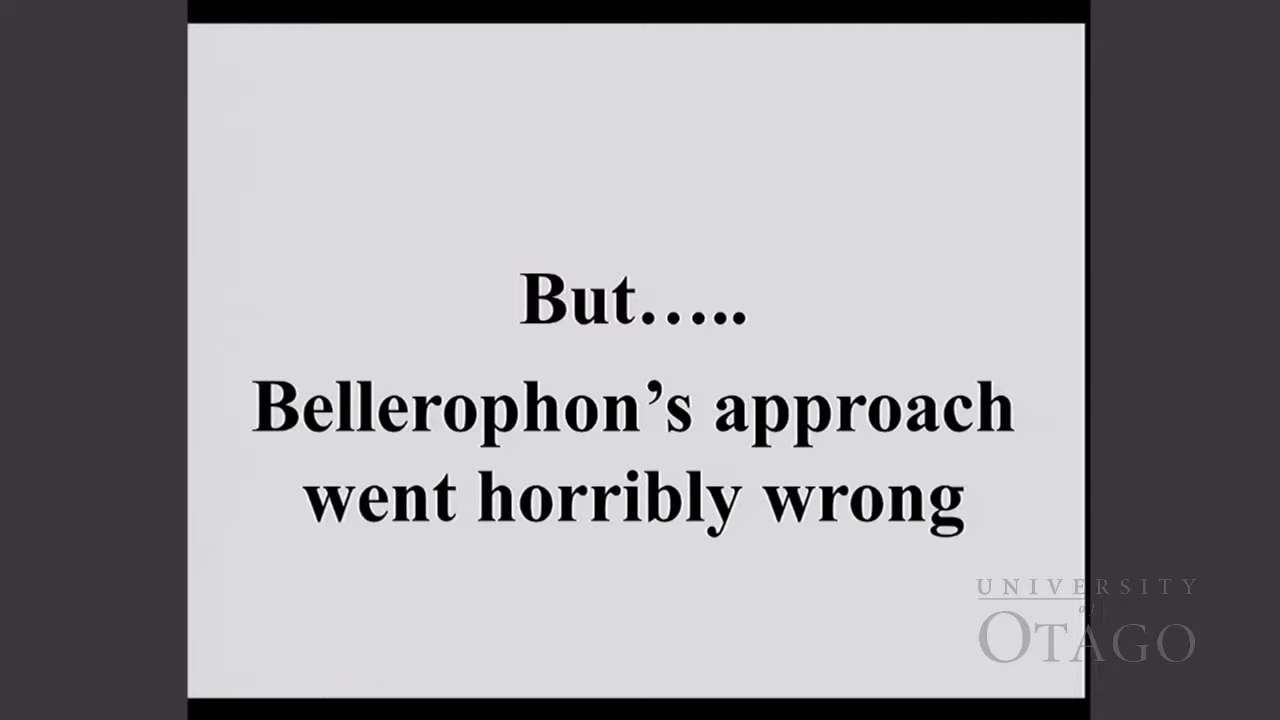 But…..
Bellerophon’s approach
went horribly wrong
UNIVERSITY
of
OTAGO